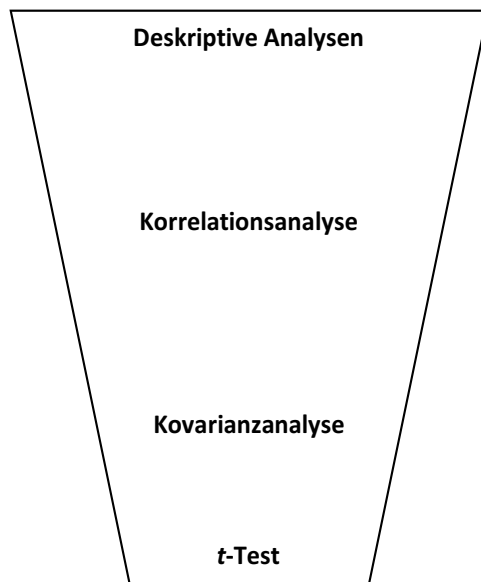 Deskriptive Analysen
Korrelationsanalyse
Kovarianzanalyse
t-Test